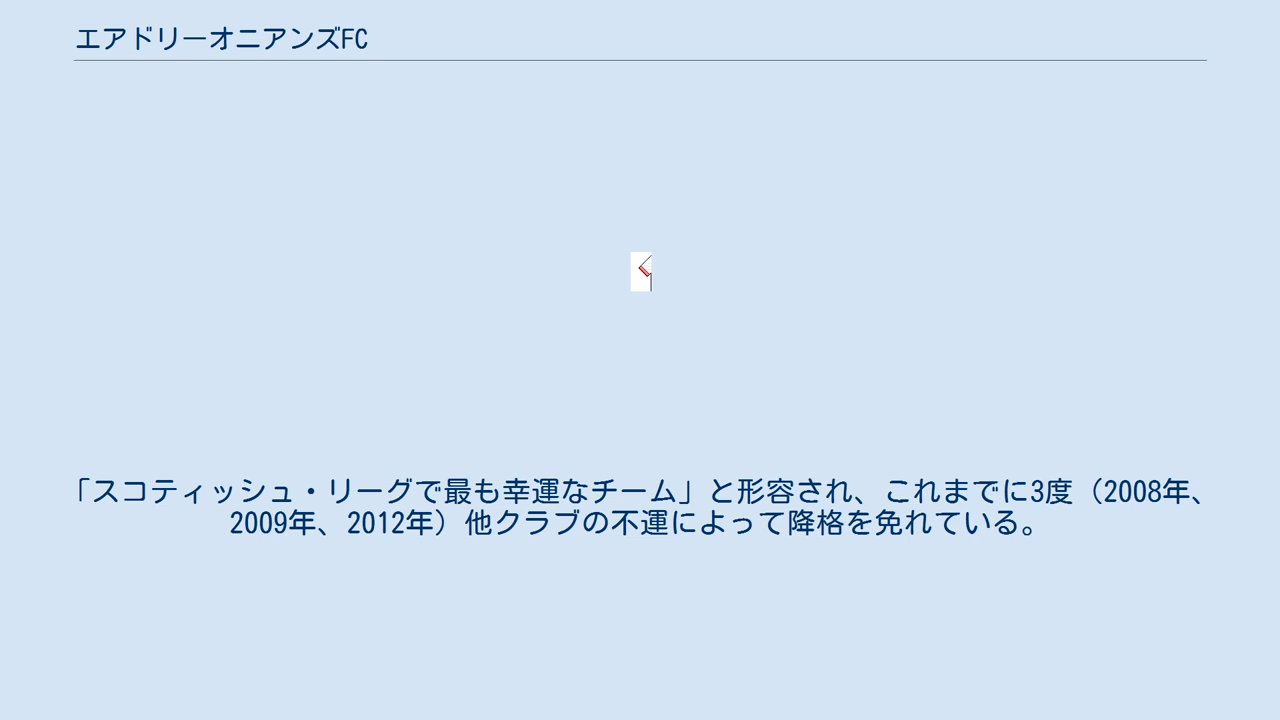 エアドリーオニアンズFC
「スコティッシュ・リーグで最も幸運なチーム」と形容され、これまでに3度（2008年、
2009年、2012年）他クラブの不運によって降格を免れている。